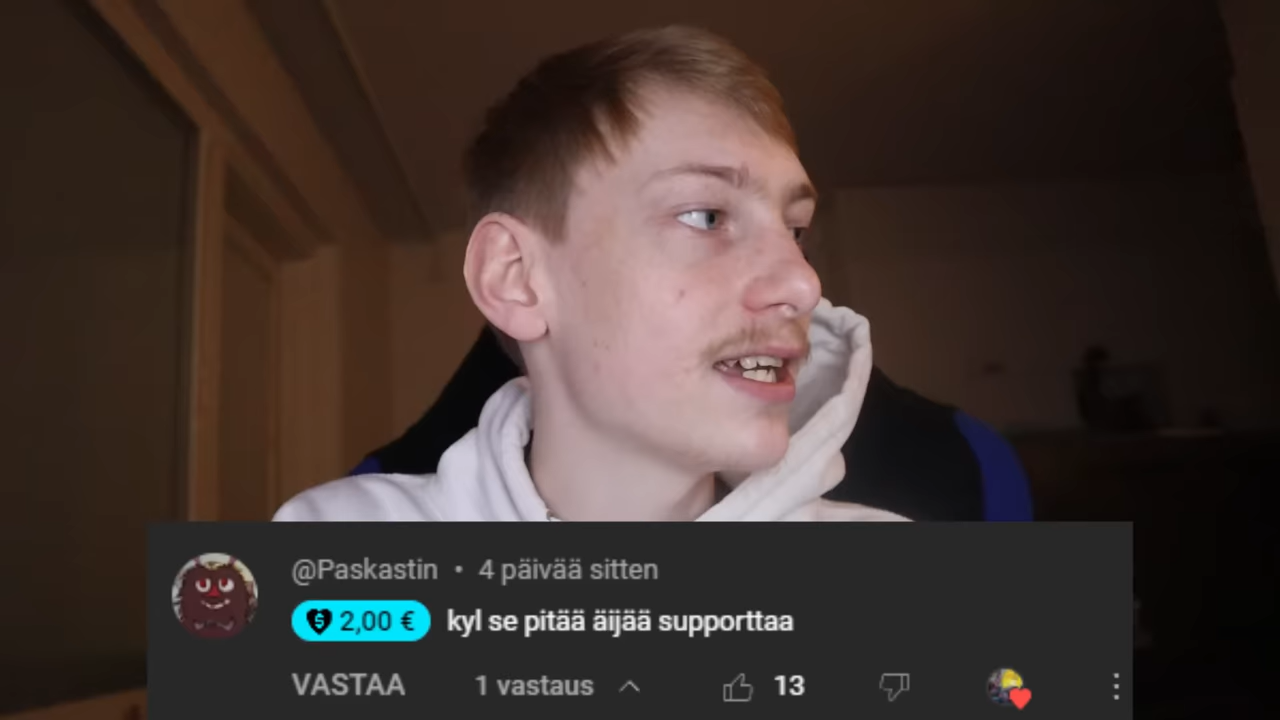 @Paskastin • 4 päivää sitten
2,00 € kyl se pitää äijää supporttaa
VASTAA 1 vastaus 13